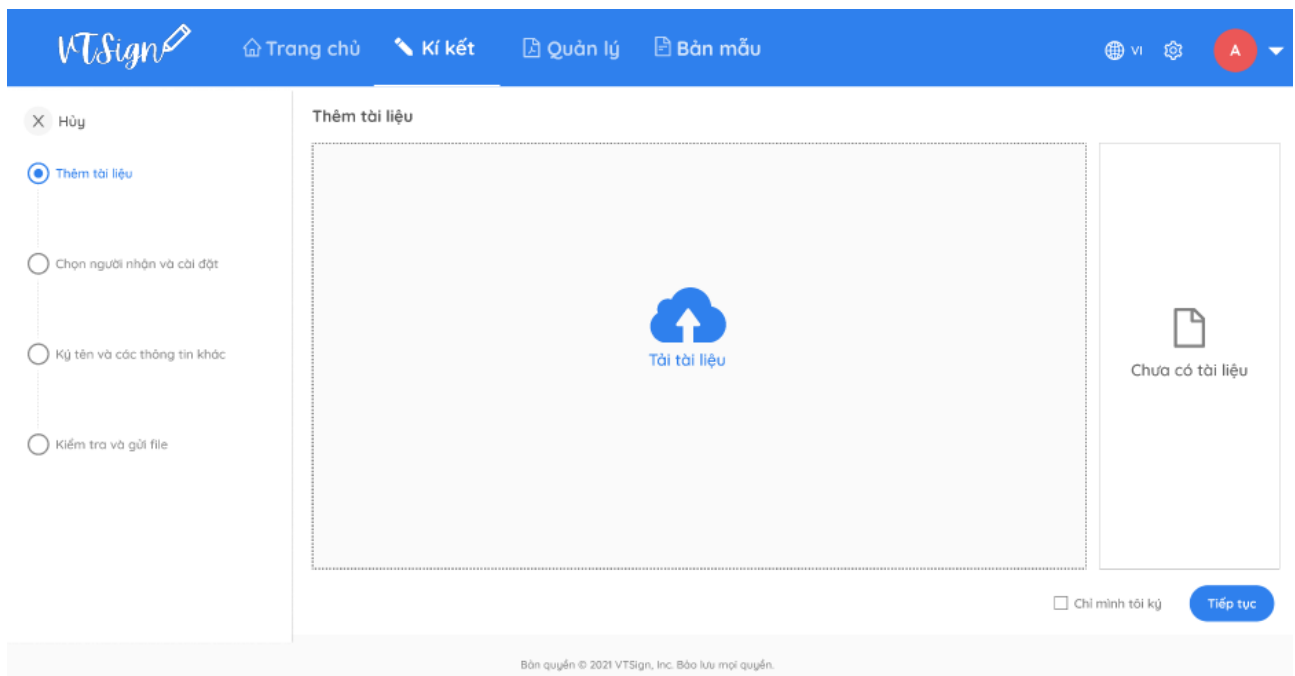 VTSign
Trang chủ
Kí kết
Quản lý
Bản mẫu
VI
A
Hủy
Thêm tài liệu
Chọn người nhận và cài đặt
Ký tên và các thông tin khác
Kiểm tra và gửi file
Thêm tài liệu
Tải tài liệu
Chưa có tài liệu
Chỉ mình tôi ký
Tiếp tục
Bản quyền © 2021 VTSign, Inc. Bảo lưu mọi quyền.